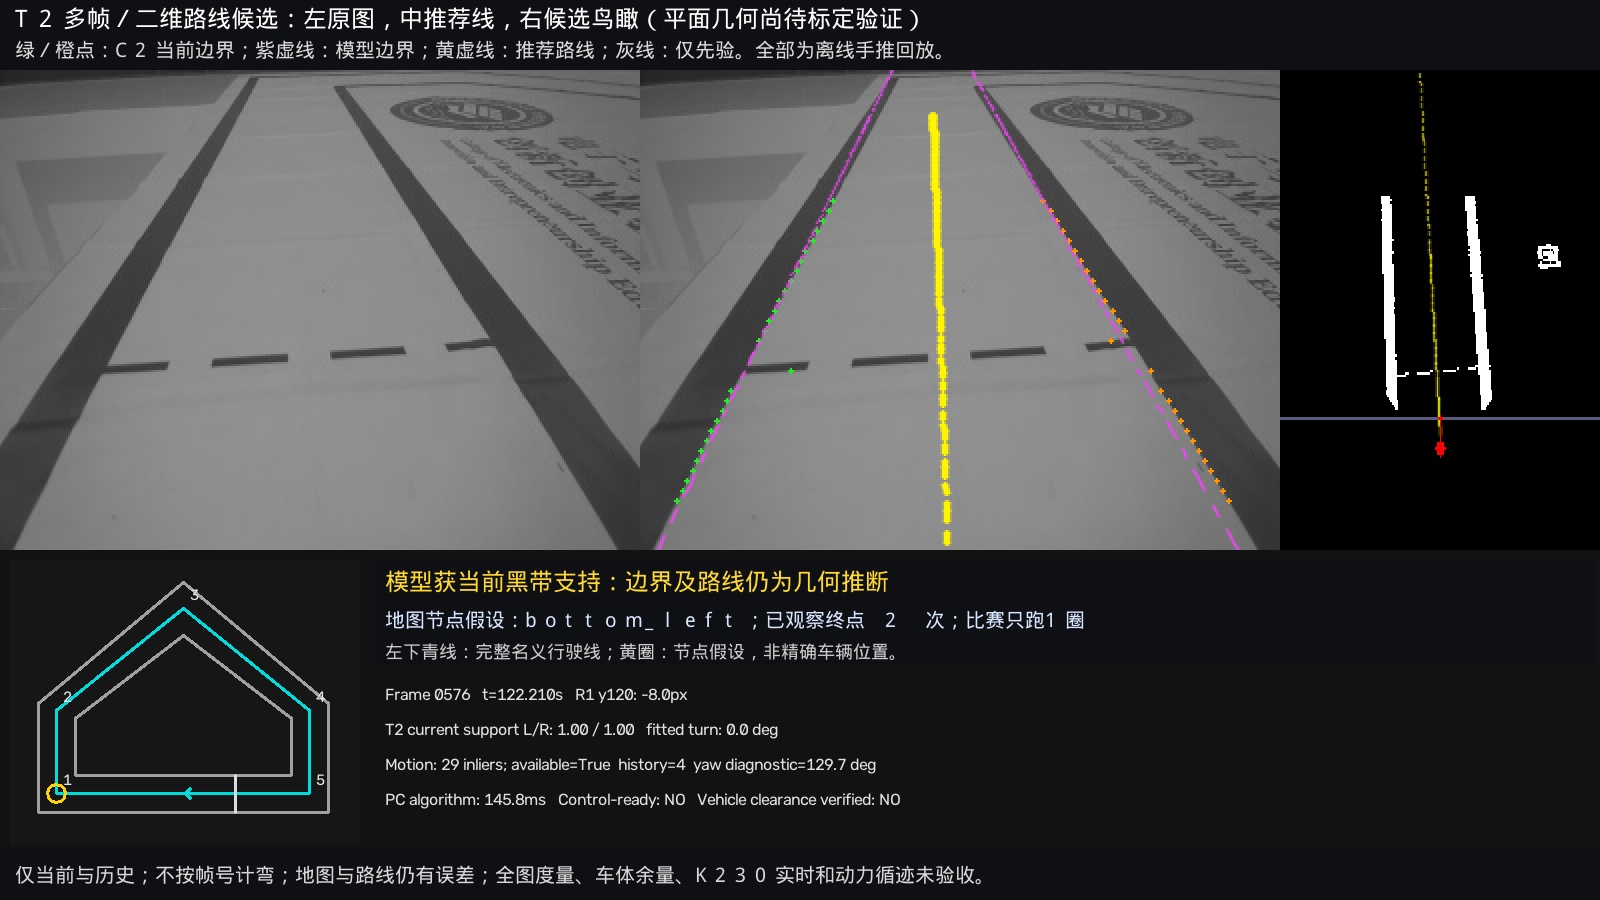 T 2 多帧/二维路线候选：左原图，中推荐线，右候选鸟瞰（平面几何尚待标定验证）
绿/橙点：C 2 当前边界；紫虚线：模型边界；黄虚线：推荐路线；灰线：仅先验。全部为离线手推回放。
模型获当前黑带支持：边界及路线仍为几何推断
地图节点假设：bottom_left ；已观察终点 2 次；比赛只跑1 圈
左下青线：完整名义行驶线；黄圈：节点假设，非精确车辆位置。
Frame 0576 t=122.210s R1 y120: -8.0px
T2 current support L/R: 1.00 / 1.00 fitted turn: 0.0 deg
Motion: 29 inliers; available=True history=4 yaw diagnostic=129.7 deg
PC algorithm: 145.8ms Control-ready: NO Vehicle clearance verified: NO
3
2
4
1
5
仅当前与历史；不按帧号计弯；地图与路线仍有误差；全图度量、车体余量、K 2 3 0 实时和动力循迹未验收。